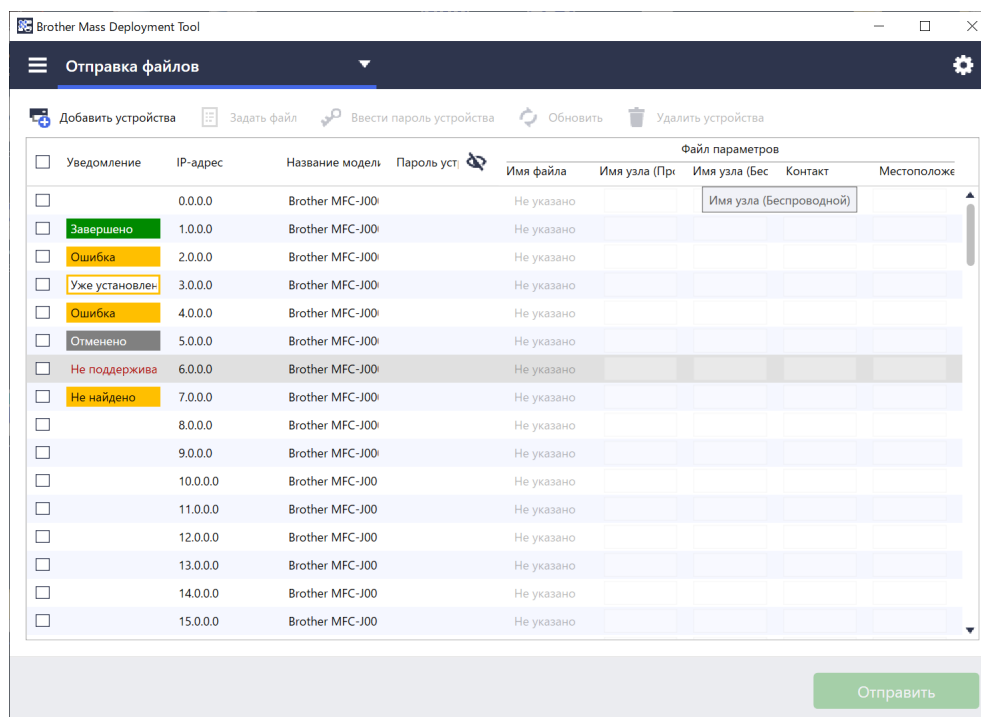 Brother Mass Deployment Tool
Отправка файлов
Добавить устройства Задать файл Ввести пароль устройства Обновить Удалить устройства
Файл параметров
Уведомление IP-адрес Название модели Пароль уст Имя файла Имя узла (Про Имя узла (Бес Контакт Местоположе
0.0.0.0 Brother MFC-J00 Не указано Имя узла (Беспроводной)
Завершено 1.0.0.0 Brother MFC-J00 Не указано
Ошибка 2.0.0.0 Brother MFC-J00 Не указано
Уже установлен 3.0.0.0 Brother MFC-J00 Не указано
Ошибка 4.0.0.0 Brother MFC-J00 Не указано
Отменено 5.0.0.0 Brother MFC-J00 Не указано
Не поддержива 6.0.0.0 Brother MFC-J00 Не указано
Не найдено 7.0.0.0 Brother MFC-J00 Не указано
8.0.0.0 Brother MFC-J00 Не указано
9.0.0.0 Brother MFC-J00 Не указано
10.0.0.0 Brother MFC-J00 Не указано
11.0.0.0 Brother MFC-J00 Не указано
12.0.0.0 Brother MFC-J00 Не указано
13.0.0.0 Brother MFC-J00 Не указано
14.0.0.0 Brother MFC-J00 Не указано
15.0.0.0 Brother MFC-J00 Не указано
Отправить